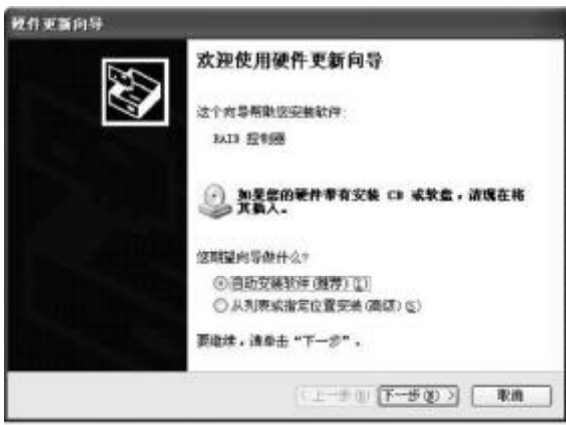 硬件更新向导
欢迎使用硬件更新向导
这个向导帮助您安装软件:
RAID 控制器
如果您的硬件带有安装 CD 或软盘，请现在将
其插入。
您期望向导做什么?
自动安装软件(推荐)(I)
从列表或指定位置安装(高级)(S)
要继续，请单击“下一步”。
<上一步(B) 下一步(N)> 取消